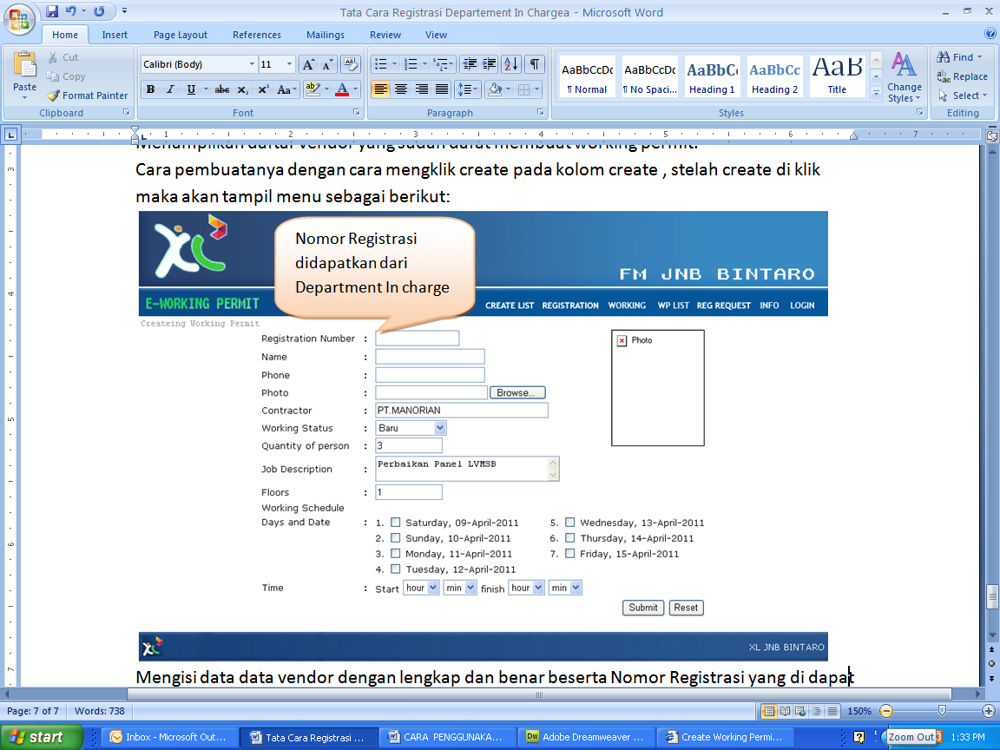 Tata Cara Registrasi Departement In Chargea - Microsoft Word
Home Insert Page Layout References Mailings Review View
Paste
Cut
Copy
Format Painter
Clipboard
Calibri (Body) 11
Font
Paragraph
AaBbCcDc AaBbCcDc AaBbCc AaBbCc AaB
¶ Normal ¶ No Spaci... Heading 1 Heading 2 Title
Change Styles
Styles
Find
Replace
Select
Editing
1 2 3 4 5 6 7
Menampilkan daftar vendor yang sudah dafat membuat working permit.
Cara pembuatanya dengan cara mengklik create pada kolom create , stelah create di klik
maka akan tampil menu sebagai berikut:
Nomor Registrasi
didapatkan dari
Department In charge
FM JNB BINTARO
E-WORKING PERMIT
CREATE LIST REGISTRATION WORKING WP LIST REG REQUEST INFO LOGIN
Createing Working Permit
Registration Number :
Name :
Phone :
Photo : Browse...
Photo
Contractor : PT.MANORIAN
Working Status : Baru
Quantity of person : 3
Job Description : Perbaikan Panel LVMSB
Floors : 1
Working Schedule
Days and Date : 1. Saturday, 09-April-2011 5. Wednesday, 13-April-2011
2. Sunday, 10-April-2011 6. Thursday, 14-April-2011
3. Monday, 11-April-2011 7. Friday, 15-April-2011
4. Tuesday, 12-April-2011
Time : Start hour min finish hour min
Submit Reset
XL JNB BINTARO
Mengisi data data vendor dengan lengkap dan benar beserta Nomor Registrasi yang di dapat
Page: 7 of 7 Words: 738 150%
start Inbox - Microsoft Out... Tata Cara Registrasi ... CARA PENGGUNAKA... Adobe Dreamweaver ... Create Working Permi... Zoom Out 1:33 PM